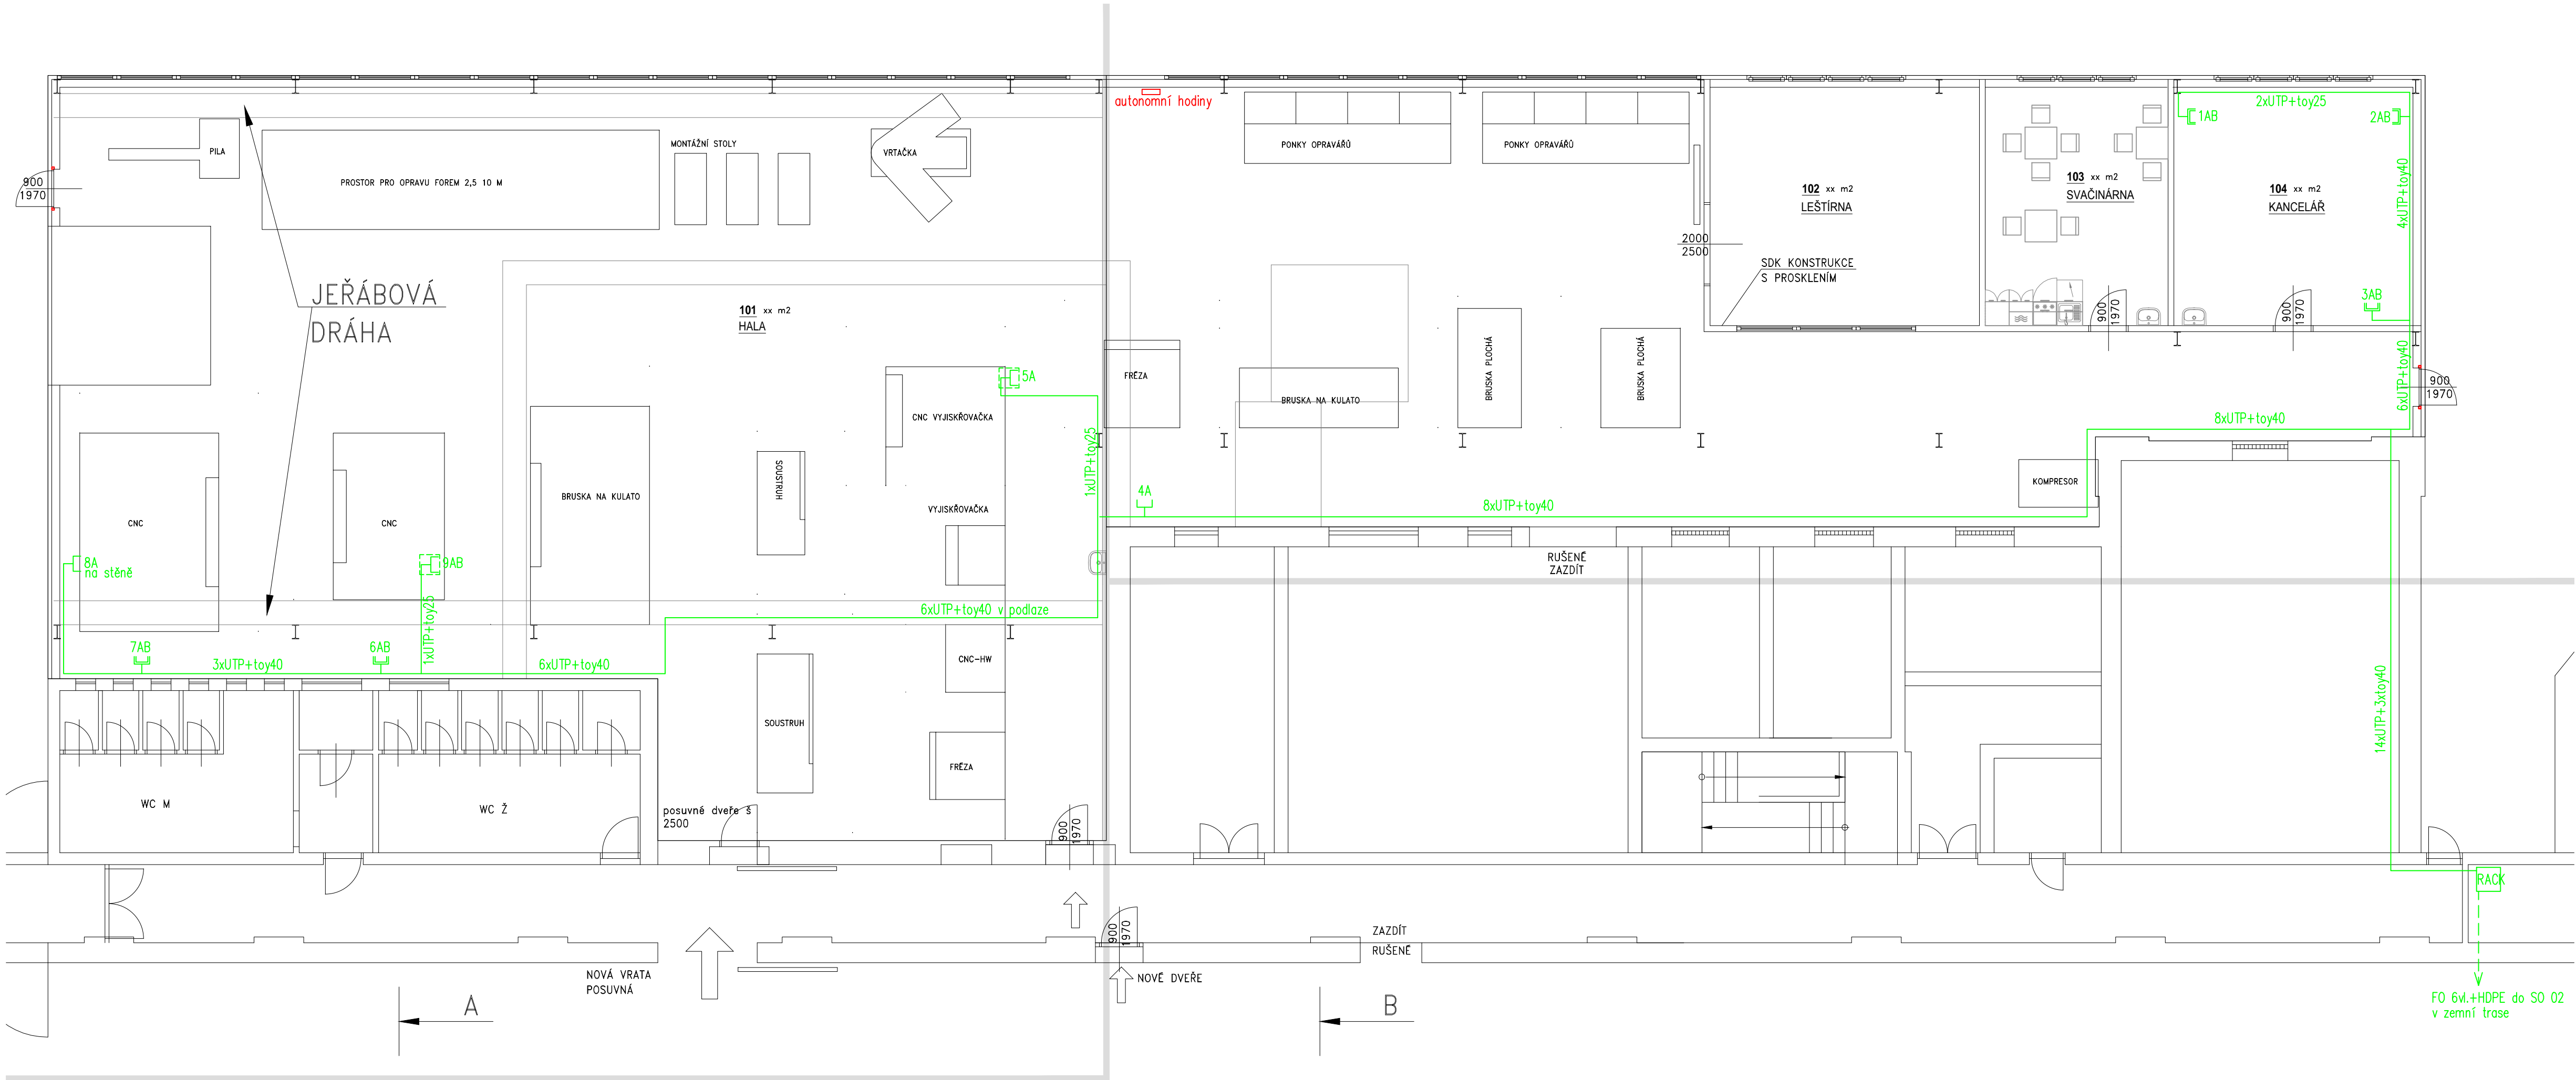 autonomní hodiny
2xUTP+toy25
1AB
2AB
MONTÁŽNÍ STOLY
PILA
VRTAČKA
PONKY OPRAVÁŘŮ
PONKY OPRAVÁŘŮ
PROSTOR PRO OPRAVU FOREM 2,5 10 M
900
1970
102 xx m2
LEŠTÍRNA
103 xx m2
SVAČINÁRNA
104 xx m2
KANCELÁŘ
4xUTP+toy40
2000
2500
SDK KONSTRUKCE
S PROSKLENÍM
JEŘÁBOVÁ
DRÁHA
101 xx m2
HALA
900
1970
900
1970
3AB
6xUTP+toy40
900
1970
5A
FRÉZA
BRUSKA NA KULATO
BRUSKA PLOCHÁ
BRUSKA PLOCHÁ
CNC VYJISKŘOVAČKA
8xUTP+toy40
1xUTP+toy25
SOUSTRUH
KOMPRESOR
4A
BRUSKA NA KULATO
VYJISKŘOVAČKA
8xUTP+toy40
CNC
CNC
8A
na stěně
9AB
RUŠENÉ
ZAZDÍT
1xUTP+toy25
6xUTP+toy40 v podlaze
7AB
3xUTP+toy40
6AB
6xUTP+toy40
CNC-HW
14xUTP+3xtoy40
SOUSTRUH
FRÉZA
WC M
WC Ž
posuvné dveře š
2500
900
1970
RACK
900
1970
ZAZDÍT
RUŠENÉ
NOVÁ VRATA
POSUVNÁ
NOVÉ DVEŘE
A
B
FO 6vl.+HDPE do SO 02
v zemní trase